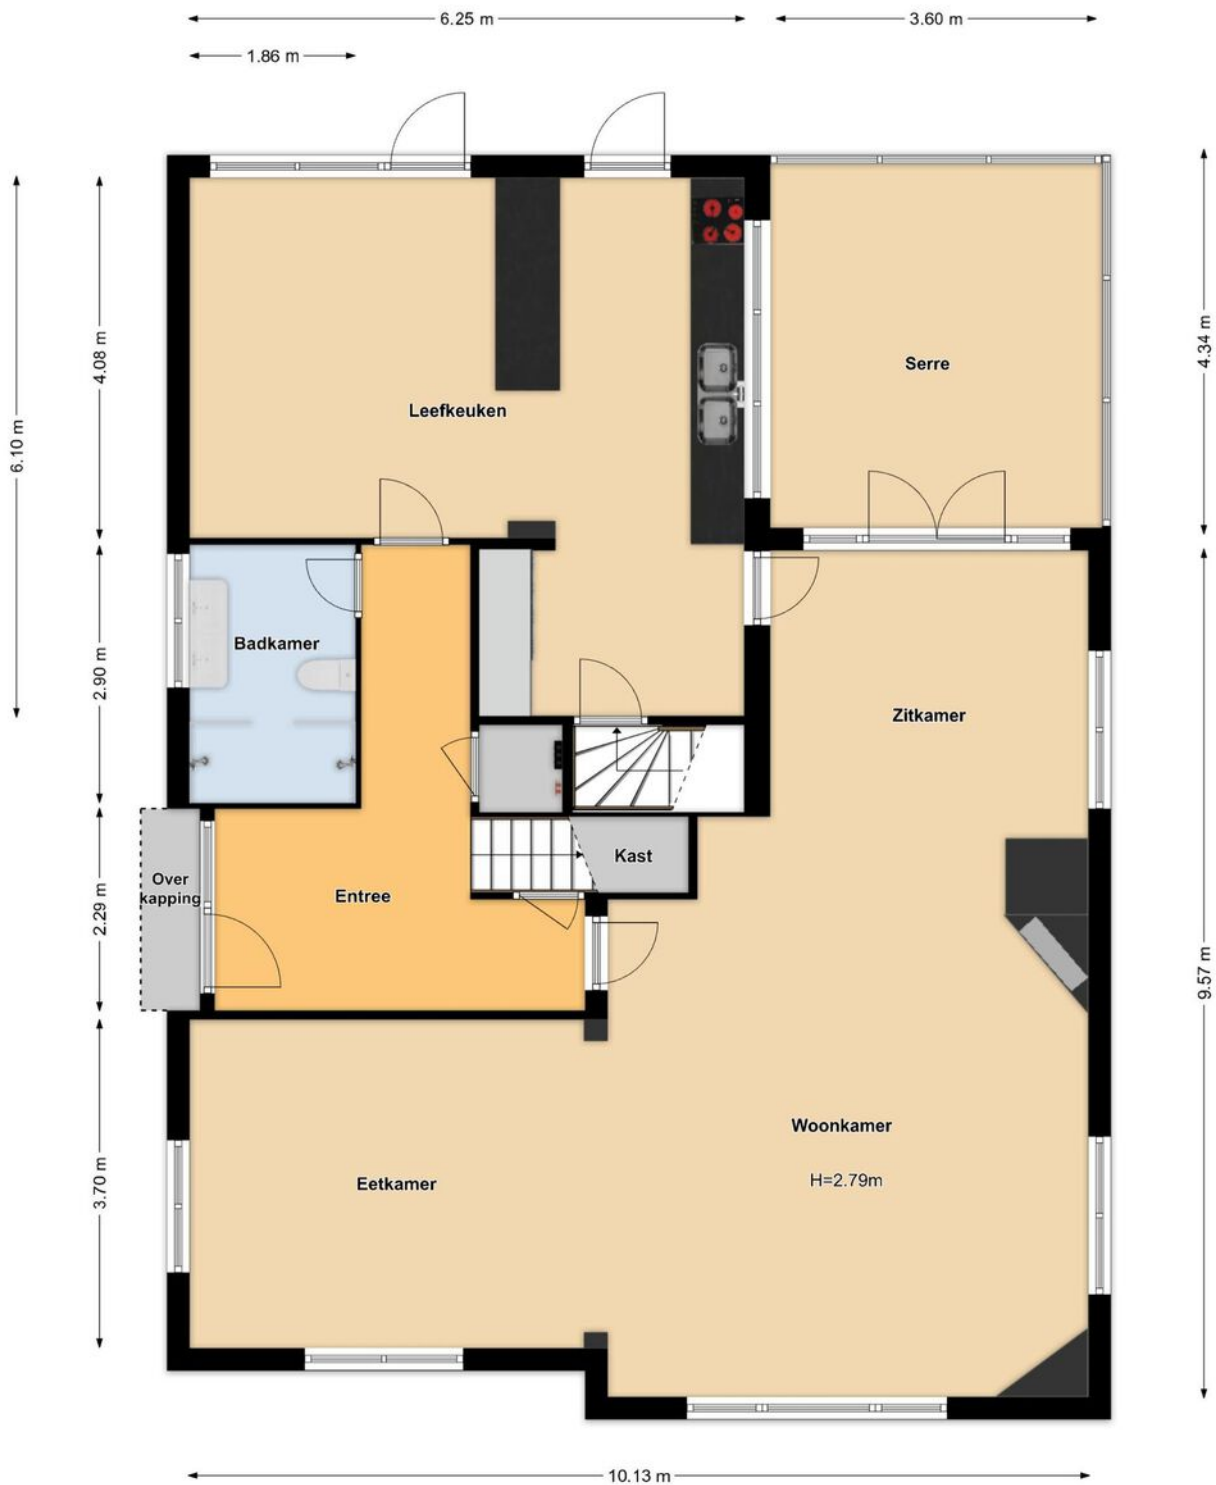 6.25 m
3.60 m
1.86 m
4.08 m
6.10 m
4.34 m
Serre
Leefkeuken
Badkamer
2.90 m
Zitkamer
Over
kapping
Kast
Entree
2.29 m
9.57 m
Woonkamer
H=2.79m
Eetkamer
3.70 m
10.13 m